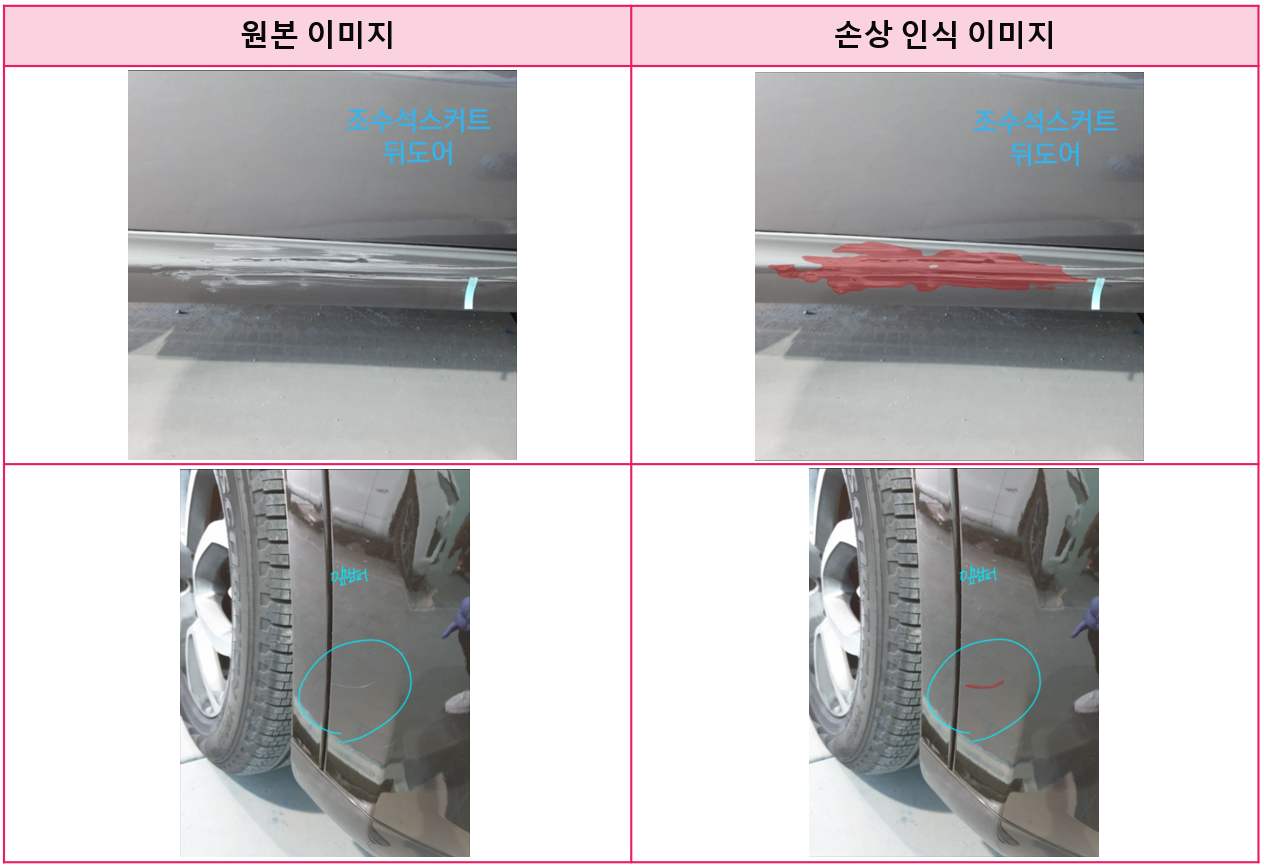 원본 이미지
손상 인식 이미지
조수석스커트
뒤도어
조수석스커트
뒤도어
앞범퍼
앞범퍼